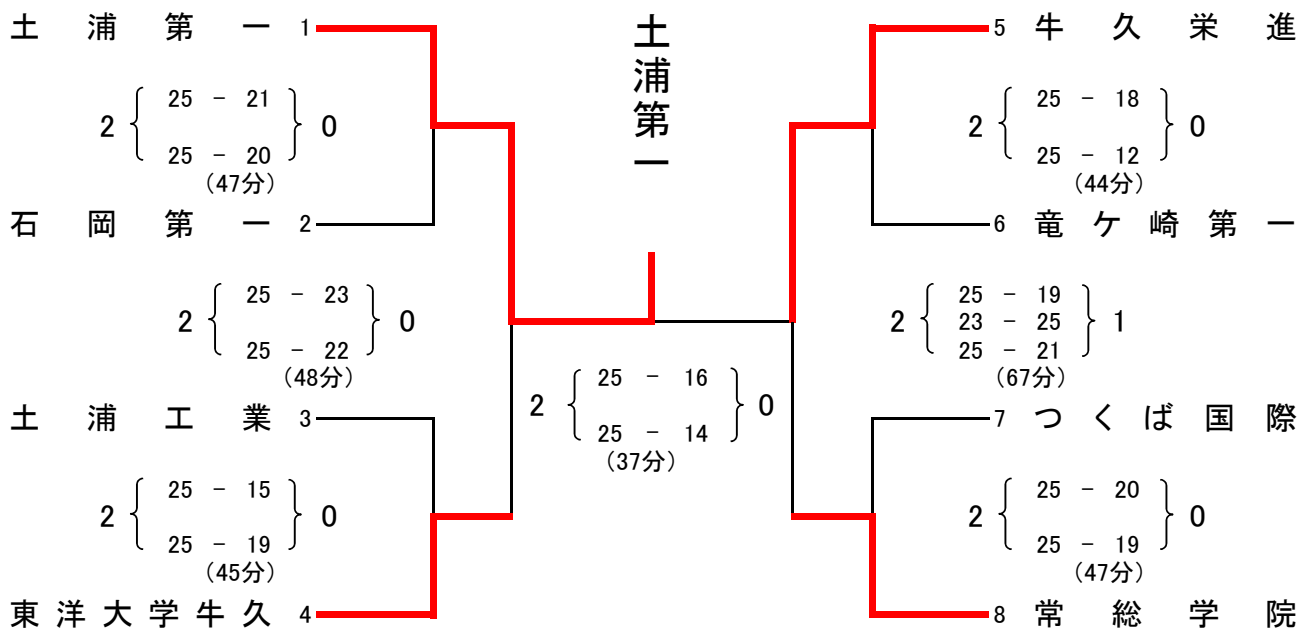 土浦第一 1
2 { 25 - 21 } 0
25 - 20
(47分)
石岡第一 2
2 { 25 - 23 } 0
25 - 22
(48分)
土浦工業 3
2 { 25 - 15 } 0
25 - 19
(45分)
東洋大学牛久 4
土浦第一
2 { 25 - 16 } 0
25 - 14
(37分)
5 牛久栄進
2 { 25 - 18 } 0
25 - 12
(44分)
6 竜ケ崎第一
25 - 19
2 { 23 - 25 } 1
25 - 21
(67分)
7 つくば国際
2 { 25 - 20 } 0
25 - 19
(47分)
8 常総学院